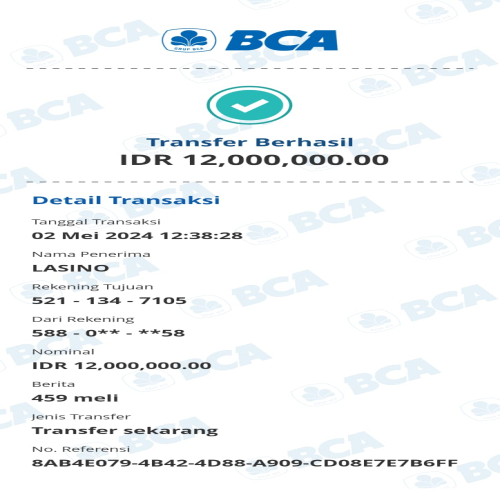 BCA
Transfer Berhasil
IDR 12,000,000.00
Detail Transaksi
Tanggal Transaksi
02 Mei 2024 12:38:28
Nama Penerima
LASINO
Rekening Tujuan
521 - 134 - 7105
Dari Rekening
588 - 0** - **58
Nominal
IDR 12,000,000.00
Berita
459 meli
Jenis Transfer
Transfer sekarang
No. Referensi
8AB4E079-4B42-4D88-A909-CD08E7E7B6FF